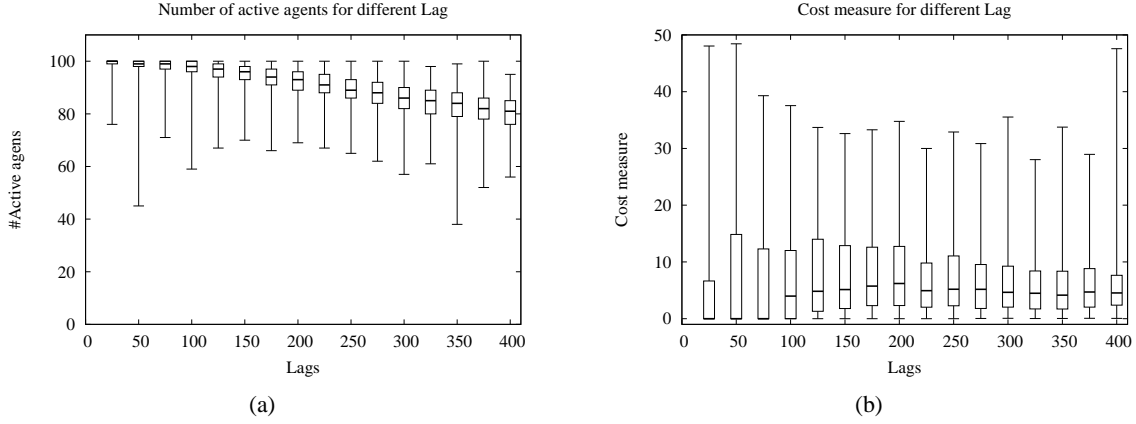 Number of active agents for different Lag
100
80
60
40
20
0
#Active agens
0 50 100 150 200 250 300 350 400
Lags
(a)
Cost measure for different Lag
50
40
30
20
10
0
Cost measure
0 50 100 150 200 250 300 350 400
Lags
(b)